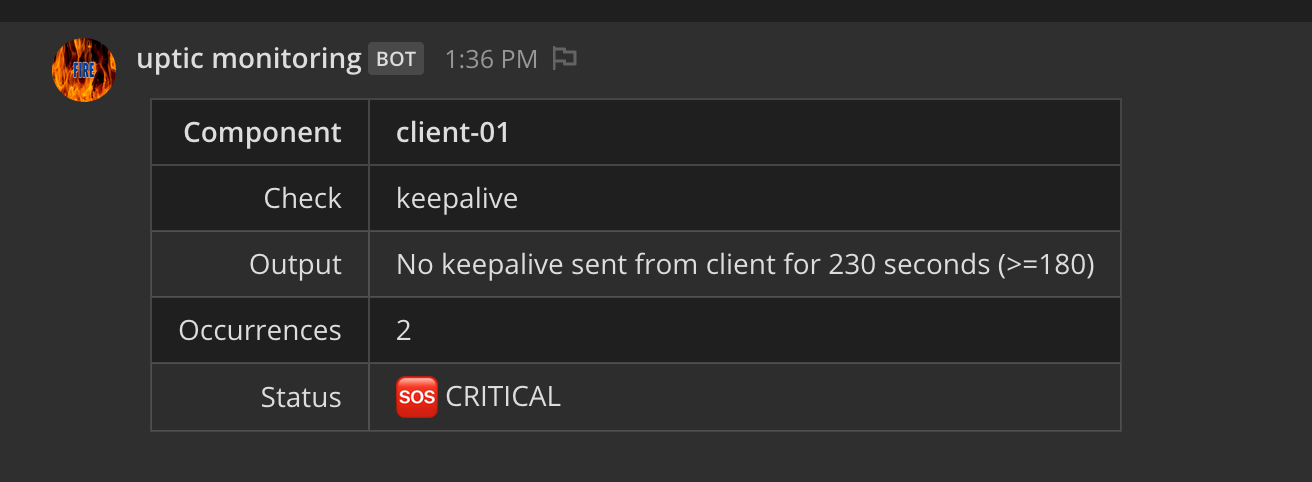 FIRE
uptic monitoring BOT 1:36 PM
Component client-01
Check keepalive
Output No keepalive sent from client for 230 seconds (>=180)
Occurrences 2
Status SOS CRITICAL